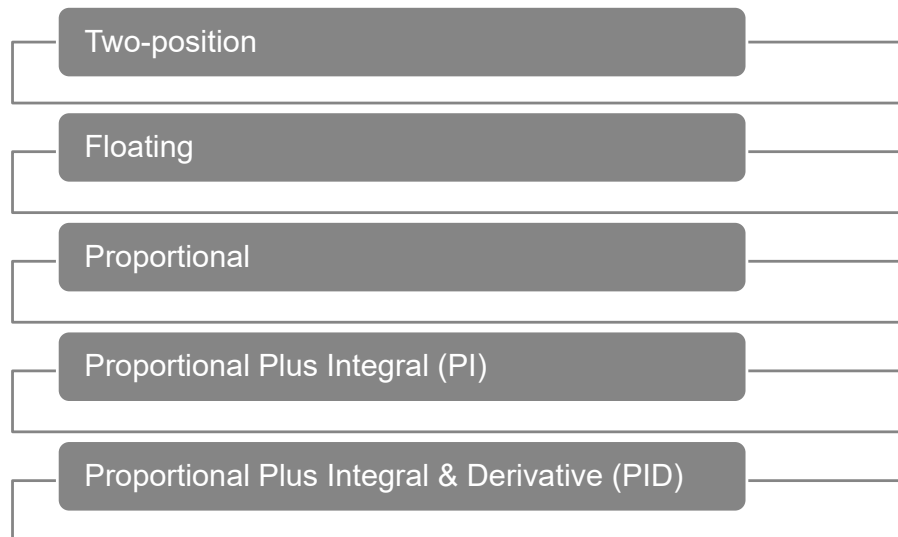 Two-position
Floating
Proportional
Proportional Plus Integral (PI)
Proportional Plus Integral & Derivative (PID)